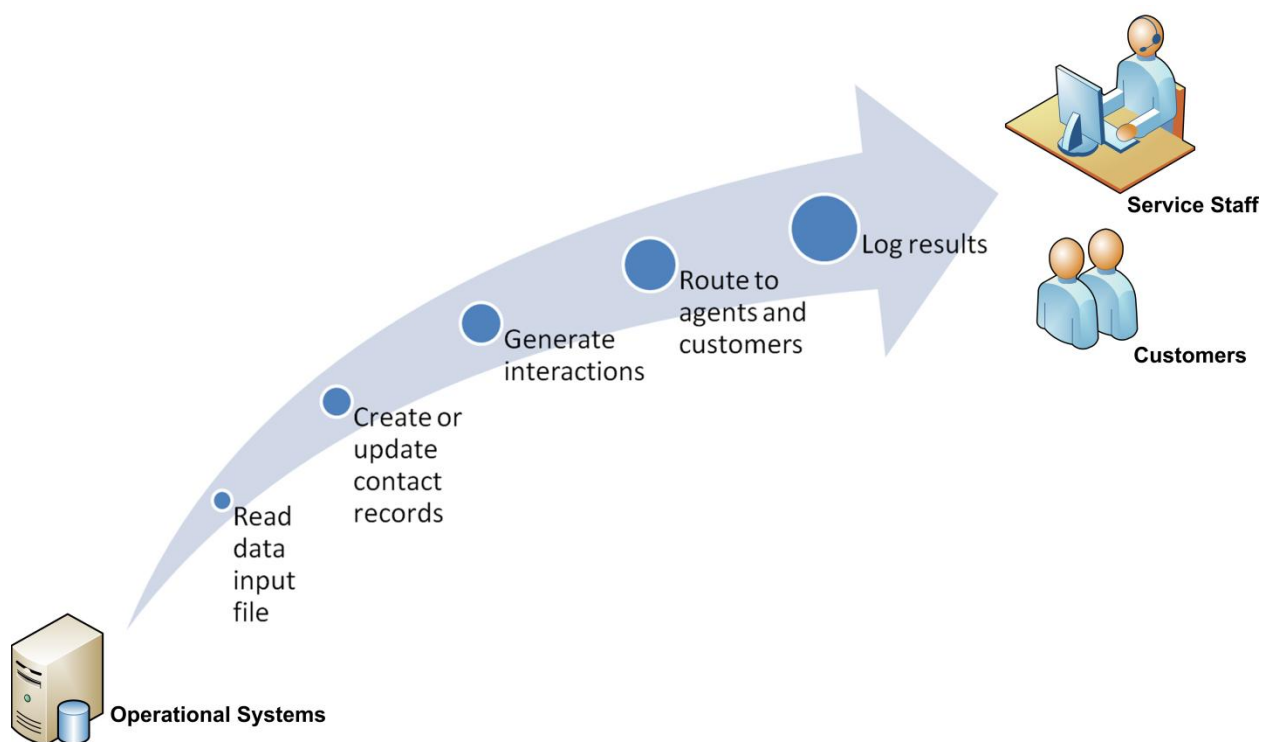 Service Staff
Log results
Route to
agents and
customers
Generate
interactions
Customers
Create or
update
contact
records
Read
data
input
file
Operational Systems